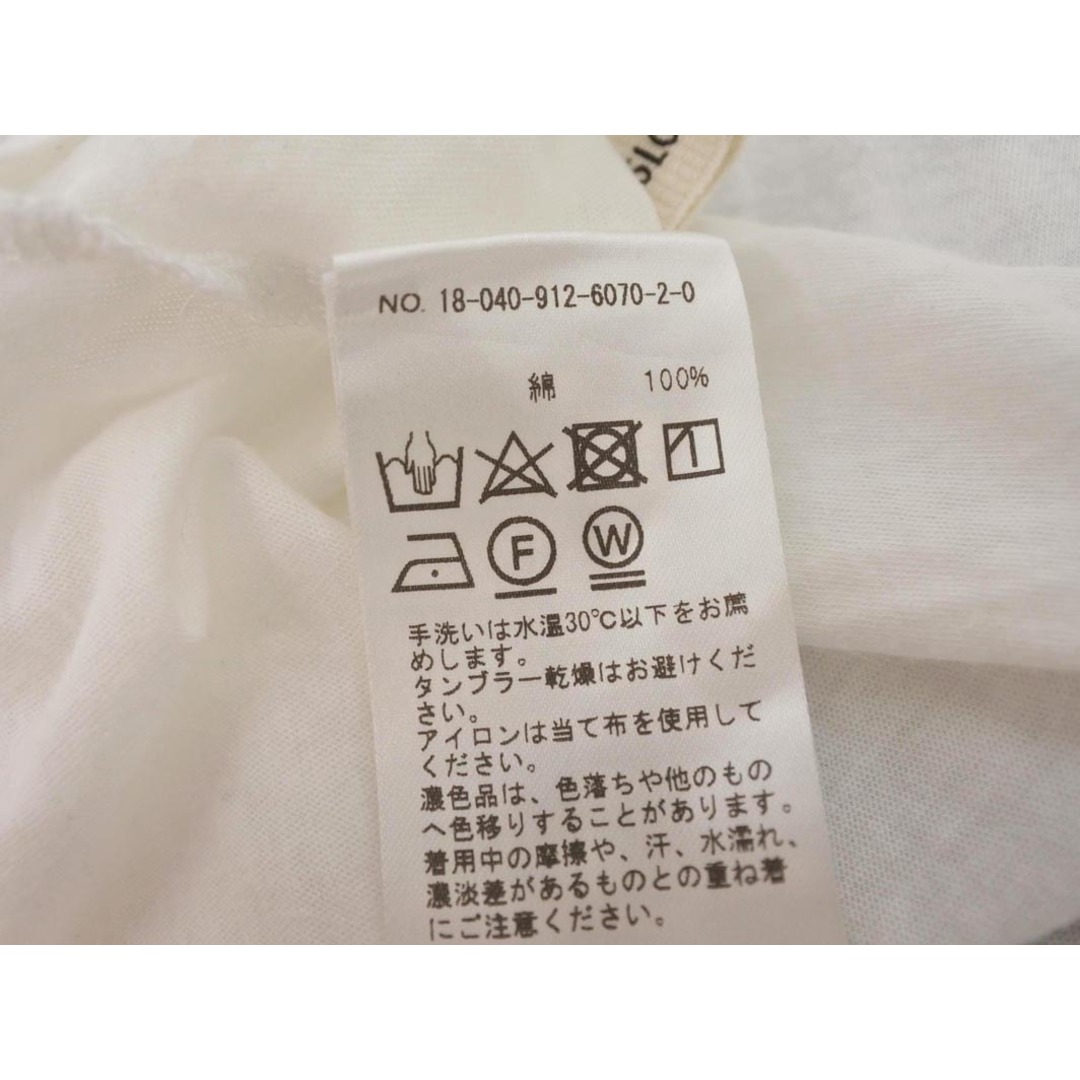 SLO
NO. 18-040-912-6070-2-0
綿 100%
F W
手洗いは水温30℃以下をお薦
めします。
タンブラー乾燥はお避けくだ
さい。
アイロンは当て布を使用して
ください。
濃色品は、色落ちや他のもの
へ色移りすることがあります。
着用中の摩擦や、汗、水濡れ、
濃淡差があるものとの重ね着
にご注意ください。